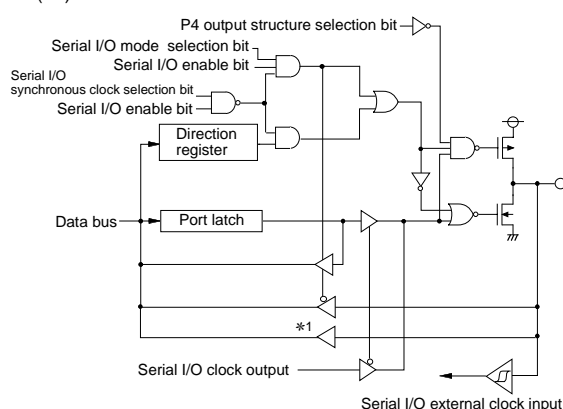 P4 output structure selection bit
Serial I/O mode selection bit
Serial I/O enable bit
Serial I/O
synchronous clock selection bit
Serial I/O enable bit
Direction
register
Data bus
Port latch
*1
Serial I/O clock output
Serial I/O external clock input